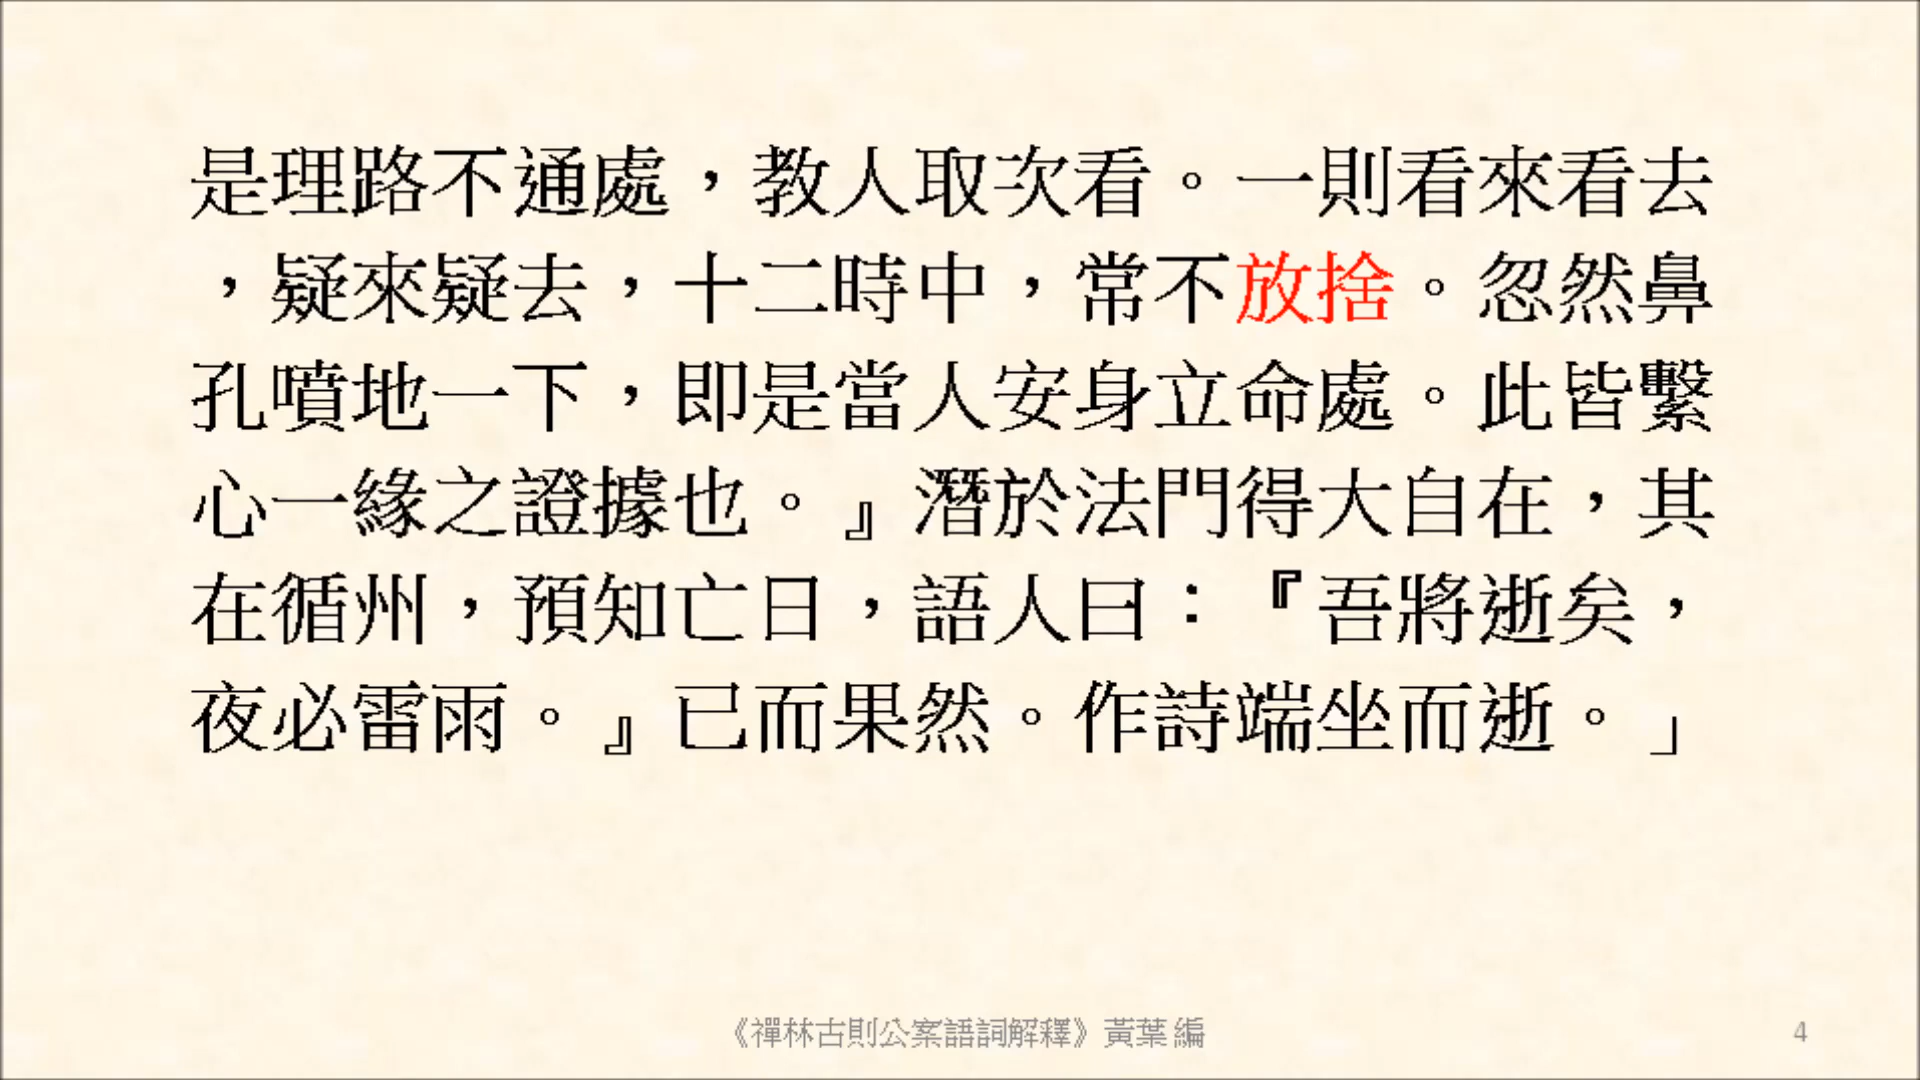 是理路不通處，教人取次看。一則看來看去
，疑來疑去，十二時中，常不放捨。忽然鼻
孔噴地一下，即是當人安身立命處。此皆繫
心一緣之證據也。』潛於法門得大自在，其
在循州，預知亡日，語人曰：『吾將逝矣，
夜必雷雨。』已而果然。作詩端坐而逝。」
《禪林古則公案語詞解釋》黃葉 編
4